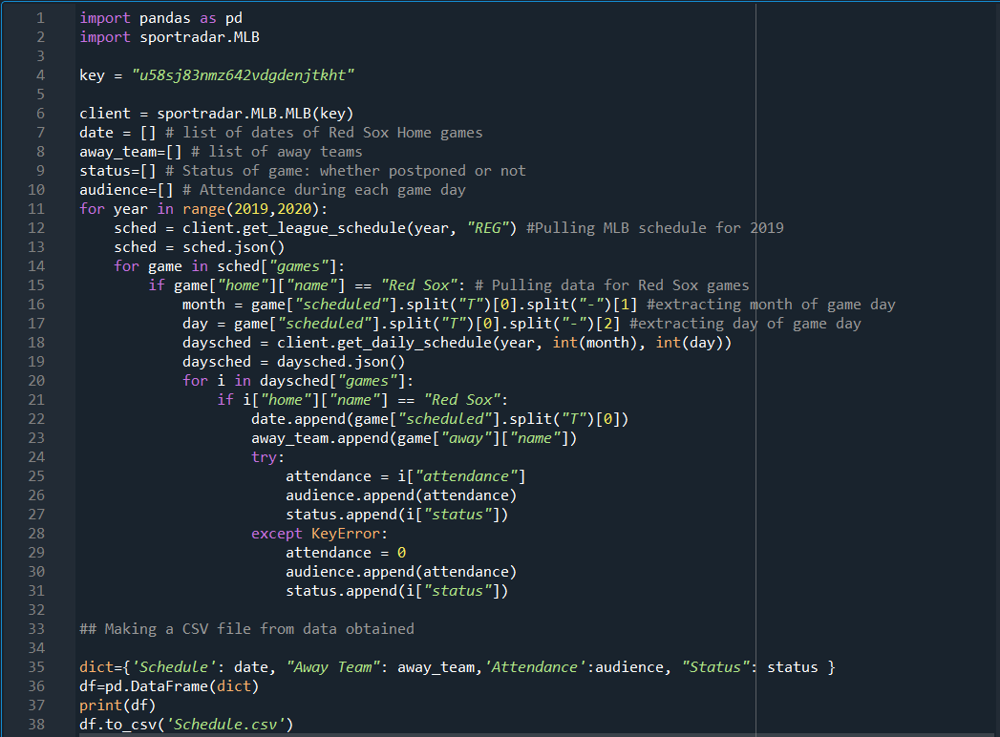 1 import pandas as pd
2 import sportradar.MLB
3
4 key = "u58sj83nmz642vdgdenjtkht"
5
6 client = sportradar.MLB.MLB(key)
7 date = [] # list of dates of Red Sox Home games
8 away_team=[] # list of away teams
9 status=[] # Status of game: whether postponed or not
10 audience=[] # Attendance during each game day
11 for year in range(2019,2020):
12     sched = client.get_league_schedule(year, "REG") #Pulling MLB schedule for 2019
13     sched = sched.json()
14     for game in sched["games"]:
15         if game["home"]["name"] == "Red Sox": # Pulling data for Red Sox games
16             month = game["scheduled"].split("T")[0].split("-")[1] #extracting month of game day
17             day = game["scheduled"].split("T")[0].split("-")[2] #extracting day of game day
18             daysched = client.get_daily_schedule(year, int(month), int(day))
19             daysched = daysched.json()
20             for i in daysched["games"]:
21                 if i["home"]["name"] == "Red Sox":
22                     date.append(game["scheduled"].split("T")[0])
23                     away_team.append(game["away"]["name"])
24                     try:
25                         attendance = i["attendance"]
26                         audience.append(attendance)
27                         status.append(i["status"])
28                     except KeyError:
29                         attendance = 0
30                         audience.append(attendance)
31                         status.append(i["status"])
32
33 ## Making a CSV file from data obtained
34
35 dict={'Schedule': date, "Away Team": away_team,'Attendance':audience, "Status": status }
36 df=pd.DataFrame(dict)
37 print(df)
38 df.to_csv('Schedule.csv')